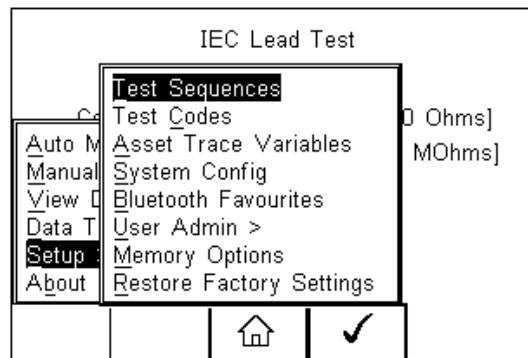 IEC Lead Test
Test Sequences
Test Codes
Asset Trace Variables
System Config
Bluetooth Favourites
User Admin >
Memory Options
Restore Factory Settings
Ohms]
MOhms]
Auto
Manual
View
Data
Setup
About